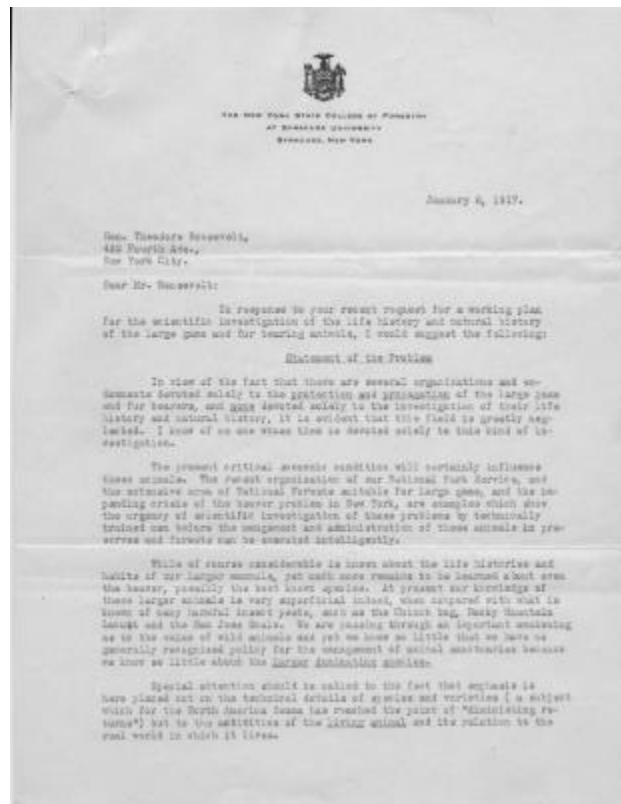 THE NEW YORK STATE COLLEGE OF FORESTRY
AT SYRACUSE UNIVERSITY
SYRACUSE, NEW YORK
January 6, 1917.
Hon. Theodore Roosevelt,
432 Fourth Ave.,
New York City.
Dear Mr. Roosevelt:
In response to your recent request for a working plan
for the scientific investigation of the life history and natural history
of the large game and fur bearing animals, I would suggest the following:
Statement of the Problem
In view of the fact that there are several organizations and en-
dowments devoted solely to the protection and propagation of the large game
and fur bearers, and none devoted solely to the investigation of their life
history and natural history, it is evident that this field is greatly neg-
lected. I know of no one whose time is devoted solely to this kind of in-
vestigation.
The present critical economic condition will certainly influence
these animals. The recent organization of our National Park Service, and
the extensive area of National Forests suitable for large game, and the im-
pending crisis of the beaver problem in New York, are examples which show
the urgency of scientific investigation of these problems by technically
trained men before the management and administration of these animals in pre-
serves and forests can be executed intelligently.
While of course considerable is known about the life histories and
habits of our larger mammals, yet much more remains to be learned about even
the beaver, possibly the best known species. At present our knowledge of
these larger animals is very superficial indeed, when compared with what is
known of many harmful insect pests, such as the Chinch bug, Rocky Mountain
Locust and the San Jose Scale. We are passing through an important awakening
as to the value of wild animals and yet we know so little that we have no
generally recognized policy for the management of animal sanctuaries because
we know so little about the larger dominating species.
Special attention should be called to the fact that emphasis is
here placed not on the technical details of species and varieties ( a subject
which for the North America fauna has reached the point of "diminishing re-
turns") but to the activities of the living animal and its relation to the
real world in which it lives.